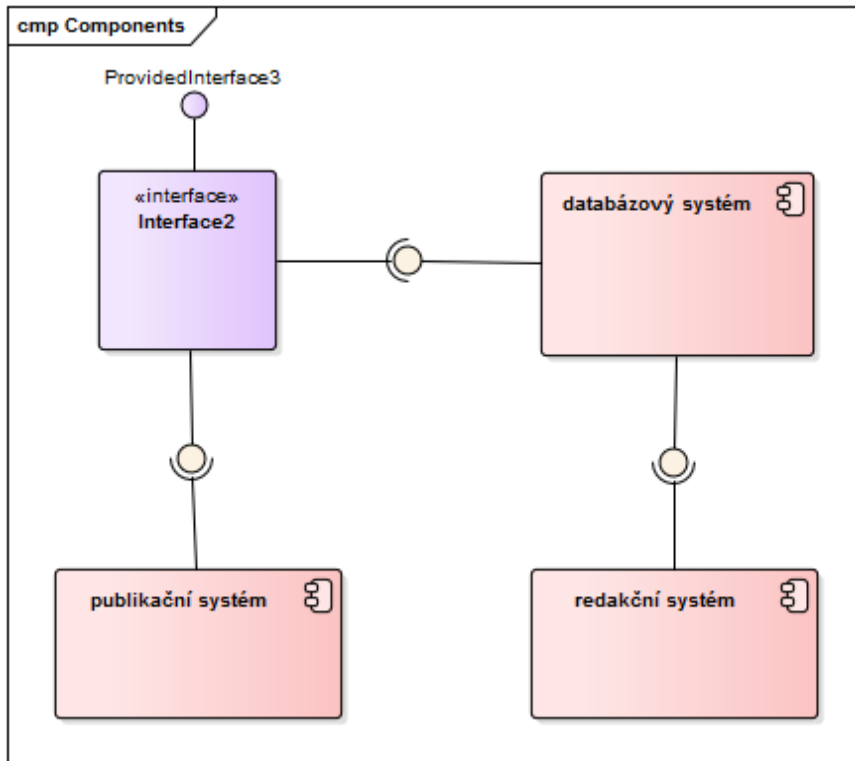 cmp Components
ProvidedInterface3
«interface»
Interface2
databázový systém
publikační systém
redakční systém